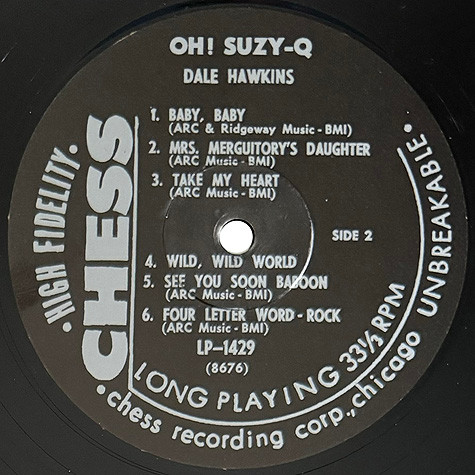 OH! SUZY-Q
DALE HAWKINS
1. BABY, BABY
(ARC & Ridgeway Music - BMI)
2. MRS. MERGUITORY'S DAUGHTER
(ARC Music - BMI)
3. TAKE MY HEART
(ARC Music - BMI)
SIDE 2
4. WILD, WILD WORLD
5. SEE YOU SOON BABOON
(ARC Music - BMI)
6. FOUR LETTER WORD - ROCK
(ARC Music - BMI)
LP-1429
(8676)
• HIGH FIDELITY •
CHESS
LONG PLAYING 33⅓ RPM
• chess recording corp., chicago UNBREAKABLE •